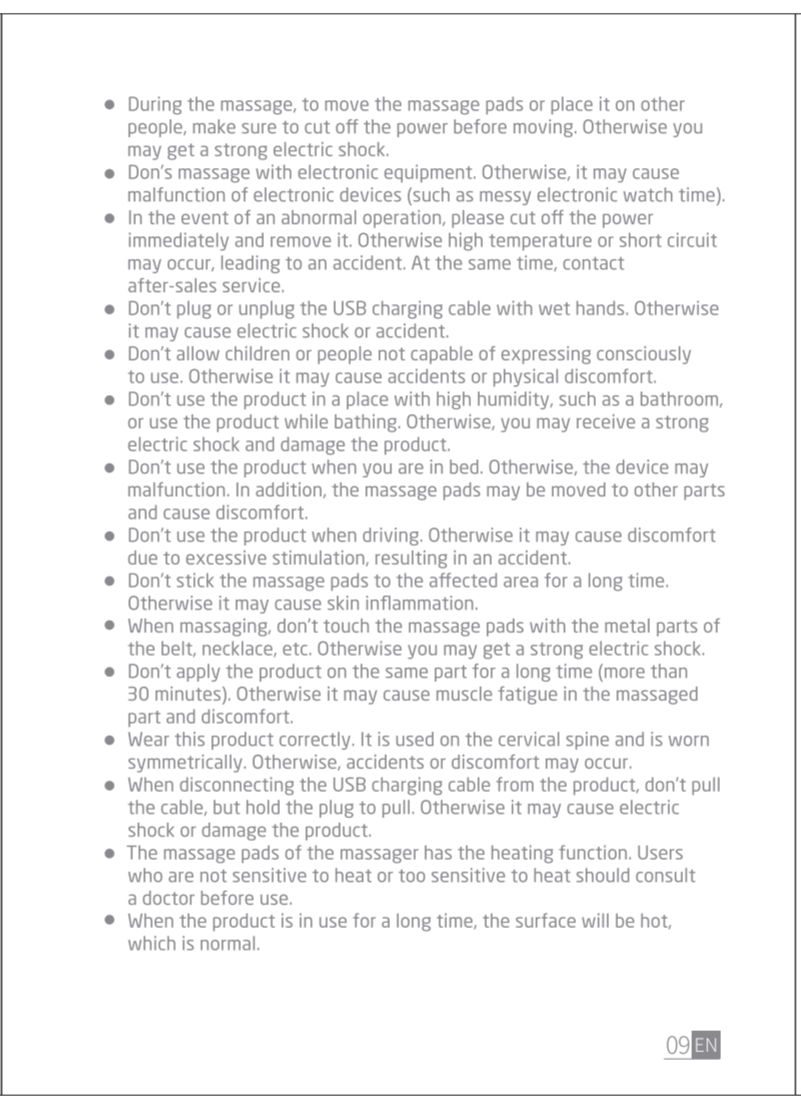 ● During the massage, to move the massage pads or place it on other
people, make sure to cut off the power before moving. Otherwise you
may get a strong electric shock.
● Don's massage with electronic equipment. Otherwise, it may cause
malfunction of electronic devices (such as messy electronic watch time).
● In the event of an abnormal operation, please cut off the power
immediately and remove it. Otherwise high temperature or short circuit
may occur, leading to an accident. At the same time, contact
after-sales service.
● Don't plug or unplug the USB charging cable with wet hands. Otherwise
it may cause electric shock or accident.
● Don't allow children or people not capable of expressing consciously
to use. Otherwise it may cause accidents or physical discomfort.
● Don't use the product in a place with high humidity, such as a bathroom,
or use the product while bathing. Otherwise, you may receive a strong
electric shock and damage the product.
● Don't use the product when you are in bed. Otherwise, the device may
malfunction. In addition, the massage pads may be moved to other parts
and cause discomfort.
● Don't use the product when driving. Otherwise it may cause discomfort
due to excessive stimulation, resulting in an accident.
● Don't stick the massage pads to the affected area for a long time.
Otherwise it may cause skin inflammation.
● When massaging, don't touch the massage pads with the metal parts of
the belt, necklace, etc. Otherwise you may get a strong electric shock.
● Don't apply the product on the same part for a long time (more than
30 minutes). Otherwise it may cause muscle fatigue in the massaged
part and discomfort.
● Wear this product correctly. It is used on the cervical spine and is worn
symmetrically. Otherwise, accidents or discomfort may occur.
● When disconnecting the USB charging cable from the product, don't pull
the cable, but hold the plug to pull. Otherwise it may cause electric
shock or damage the product.
● The massage pads of the massager has the heating function. Users
who are not sensitive to heat or too sensitive to heat should consult
a doctor before use.
● When the product is in use for a long time, the surface will be hot,
which is normal.
09 EN